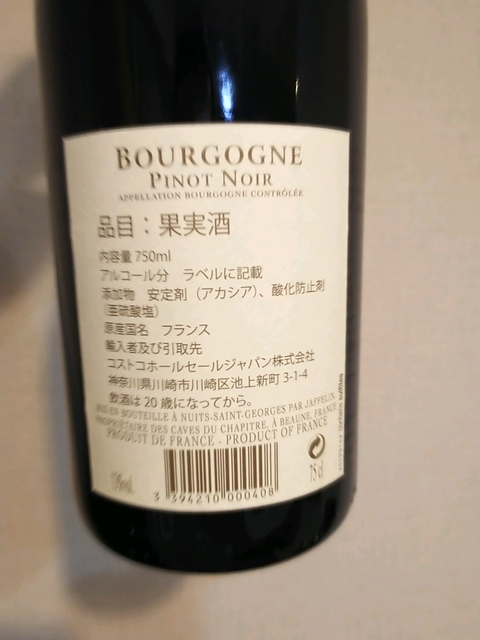 BOURGOGNE
PINOT NOIR
APPELLATION BOURGOGNE CONTRÔLÉE
品目：果実酒
内容量 750ml
アルコール分 ラベルに記載
添加物 安定剤（アカシア）、酸化防止剤
（亜硫酸塩）
原産国名 フランス
輸入者及び引取先
コストコホールセールジャパン株式会社
神奈川県川崎市川崎区池上新町 3-1-4
飲酒は 20 歳になってから。
MIS EN BOUTEILLE À NUITS-SAINT-GEORGES PAR JAFFELIN,
PROPRIÉTAIRE DES CAVES DU CHAPITRE, À BEAUNE, FRANCE
PRODUIT DE FRANCE - PRODUCT OF FRANCE
75 cl
3 394210 000408